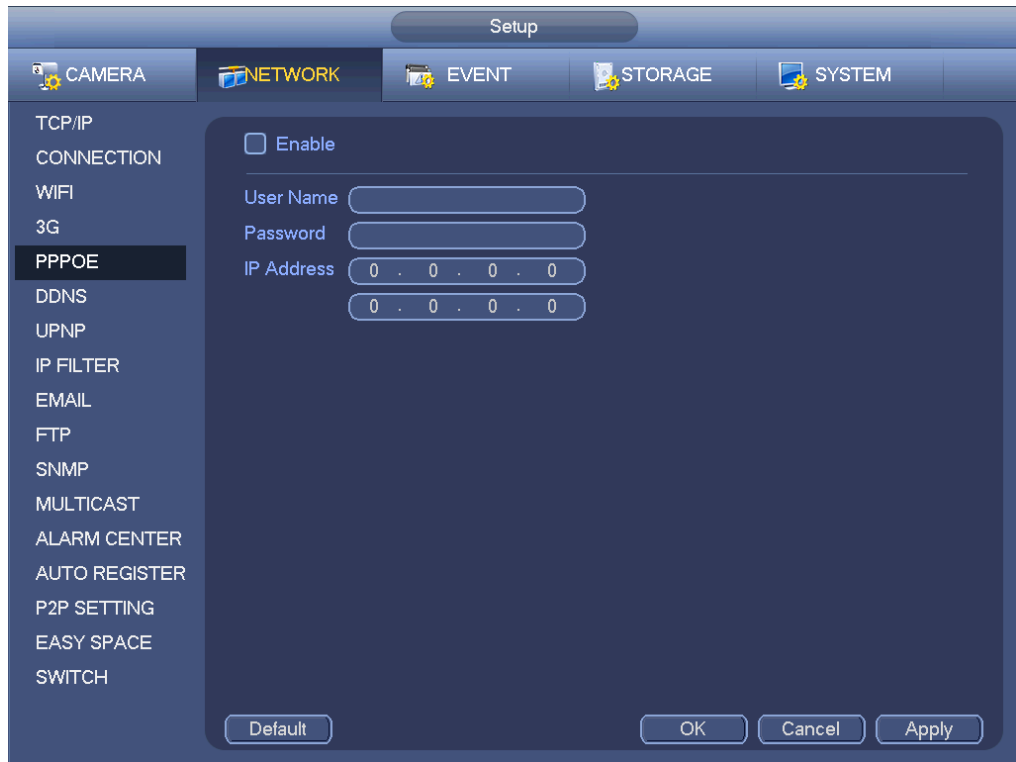 Setup
CAMERA NETWORK EVENT STORAGE SYSTEM
TCP/IP
CONNECTION
WIFI
3G
PPPOE
DDNS
UPNP
IP FILTER
EMAIL
FTP
SNMP
MULTICAST
ALARM CENTER
AUTO REGISTER
P2P SETTING
EASY SPACE
SWITCH
Enable
User Name
Password
IP Address 0 . 0 . 0 . 0
0 . 0 . 0 . 0
Default OK Cancel Apply